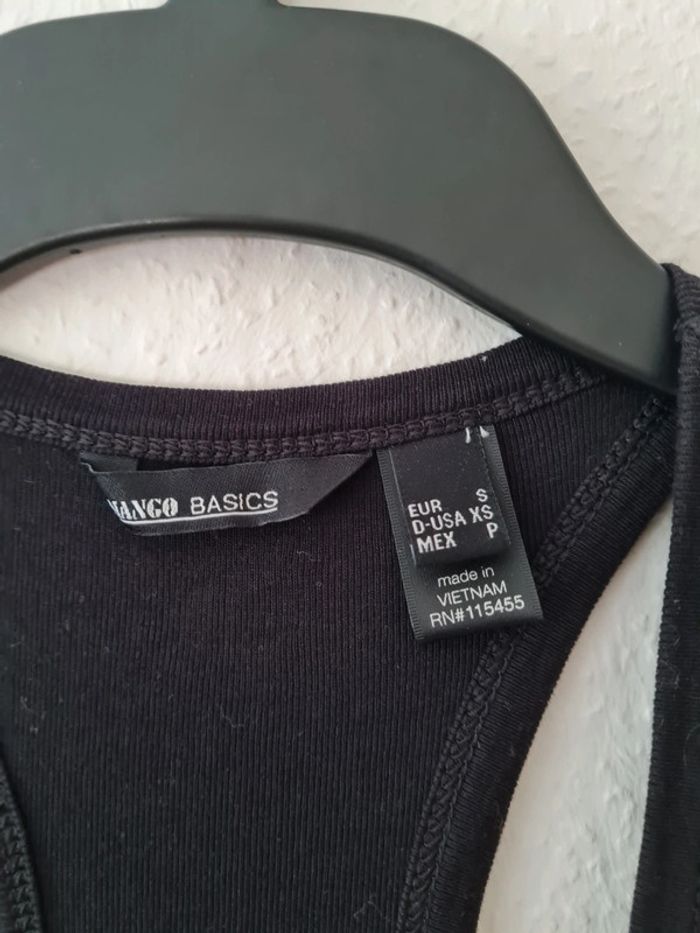 MANGO BASICS
EUR S
D-USA XS
MEX P
made in
VIETNAM
RN#115455